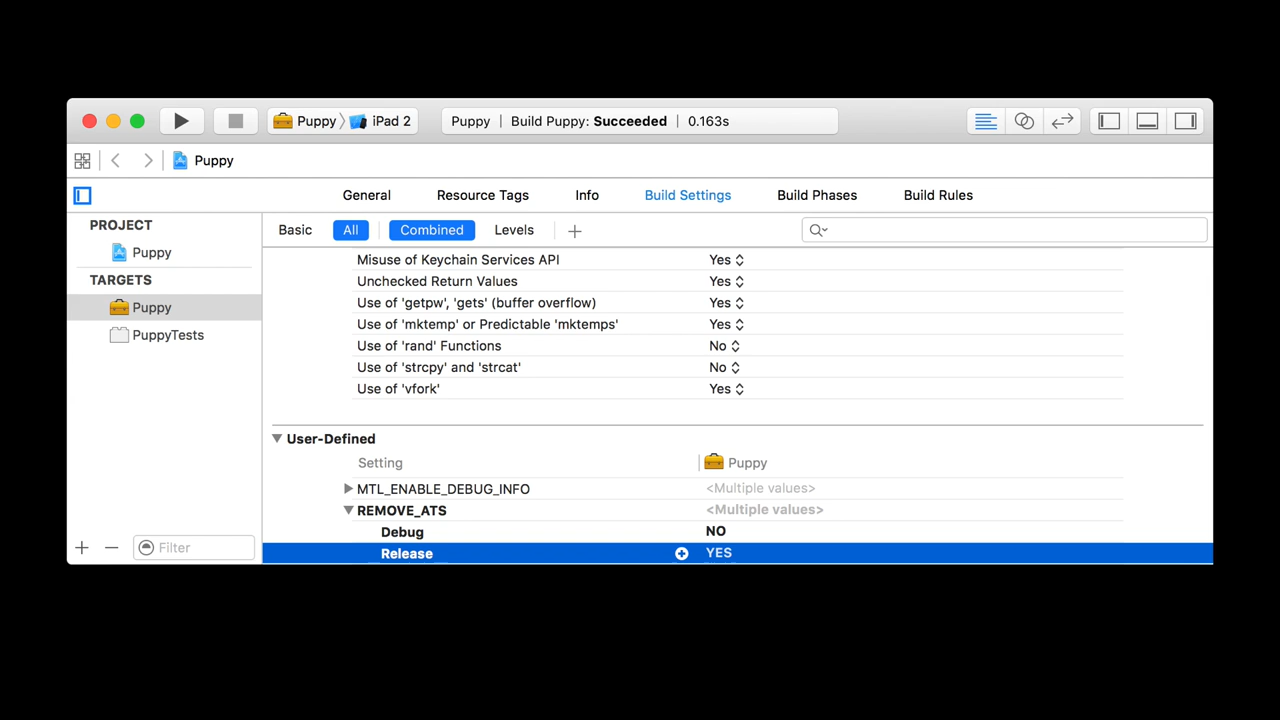 Puppy iPad 2 Puppy | Build Puppy: Succeeded | 0.163s
Puppy
General Resource Tags Info Build Settings Build Phases Build Rules
PROJECT
Puppy
TARGETS
Puppy
PuppyTests
Filter
Basic All Combined Levels
Misuse of Keychain Services API Yes
Unchecked Return Values Yes
Use of 'getpw', 'gets' (buffer overflow) Yes
Use of 'mktemp' or Predictable 'mktemps' Yes
Use of 'rand' Functions No
Use of 'strcpy' and 'strcat' No
Use of 'vfork' Yes
User-Defined
Setting Puppy
MTL_ENABLE_DEBUG_INFO <Multiple values>
REMOVE_ATS <Multiple values>
Debug NO
Release YES